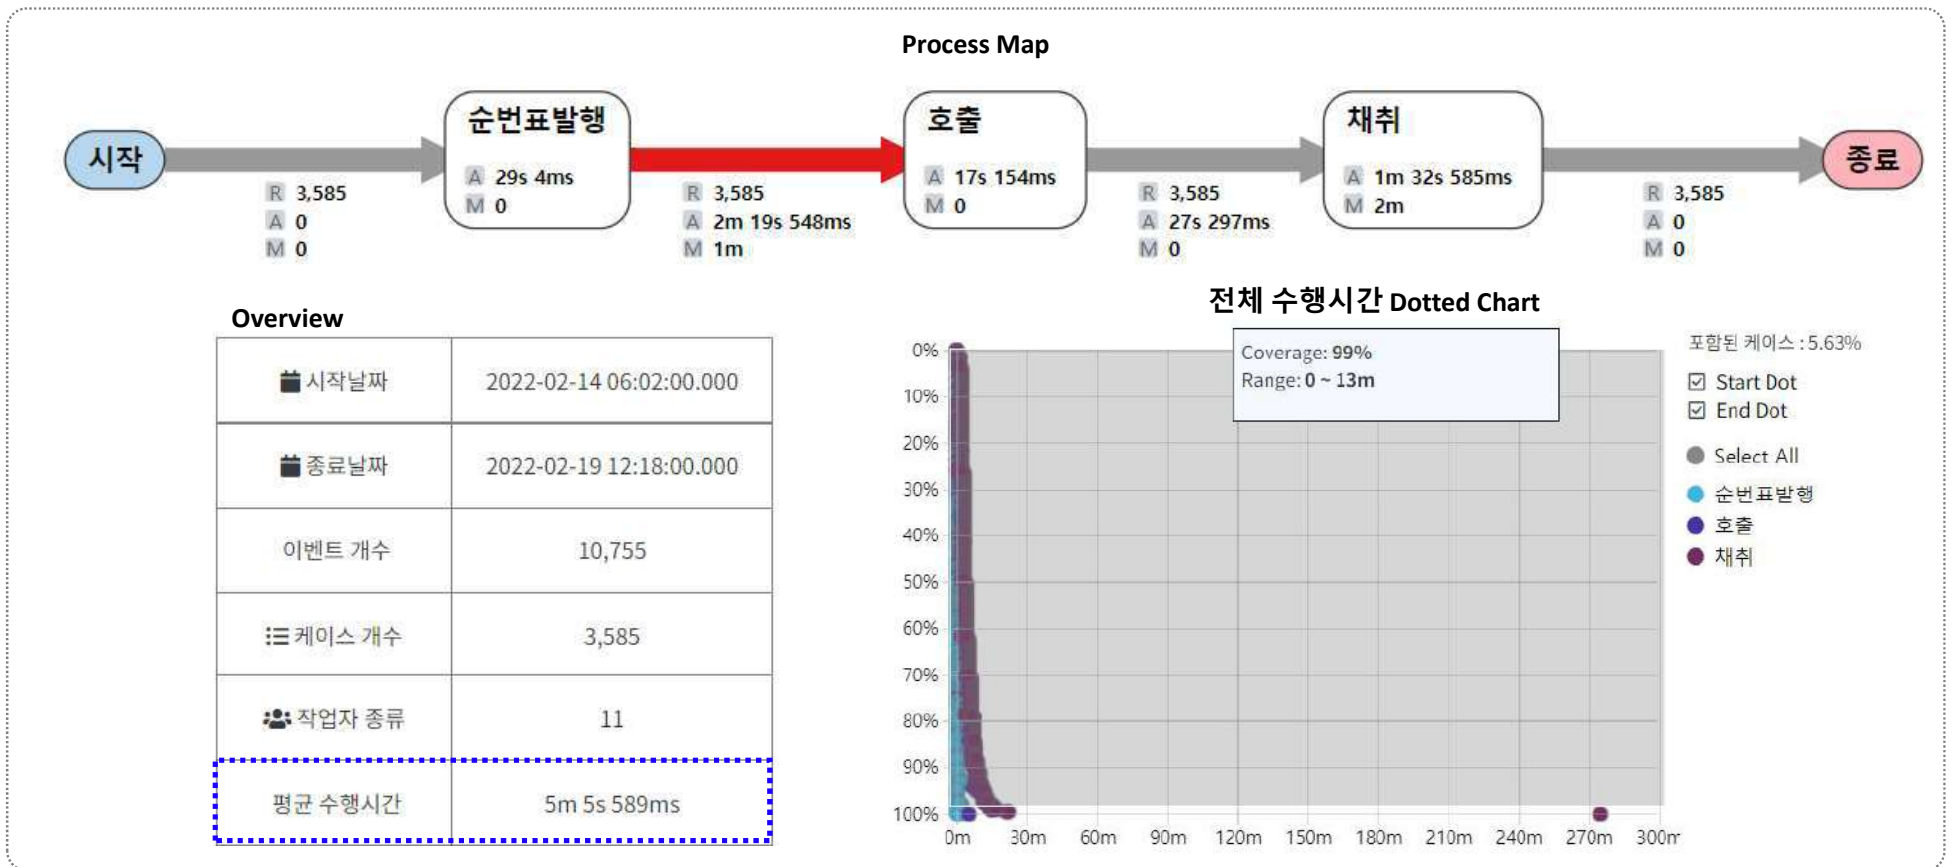 Process Map
시작
R 3,585
A 0
M 0
순번표발행
A 29s 4ms
M 0
R 3,585
A 2m 19s 548ms
M 1m
호출
A 17s 154ms
M 0
R 3,585
A 27s 297ms
M 0
채취
A 1m 32s 585ms
M 2m
R 3,585
A 0
M 0
종료
Overview
시작날짜 2022-02-14 06:02:00.000
종료날짜 2022-02-19 12:18:00.000
이벤트 개수 10,755
케이스 개수 3,585
작업자 종류 11
평균 수행시간 5m 5s 589ms
전체 수행시간 Dotted Chart
Coverage: 99%
Range: 0 ~ 13m
0%
10%
20%
30%
40%
50%
60%
70%
80%
90%
100%
0m 30m 60m 90m 120m 150m 180m 210m 240m 270m 300m
포함된 케이스 : 5.63%
Start Dot
End Dot
Select All
순번표발행
호출
채취